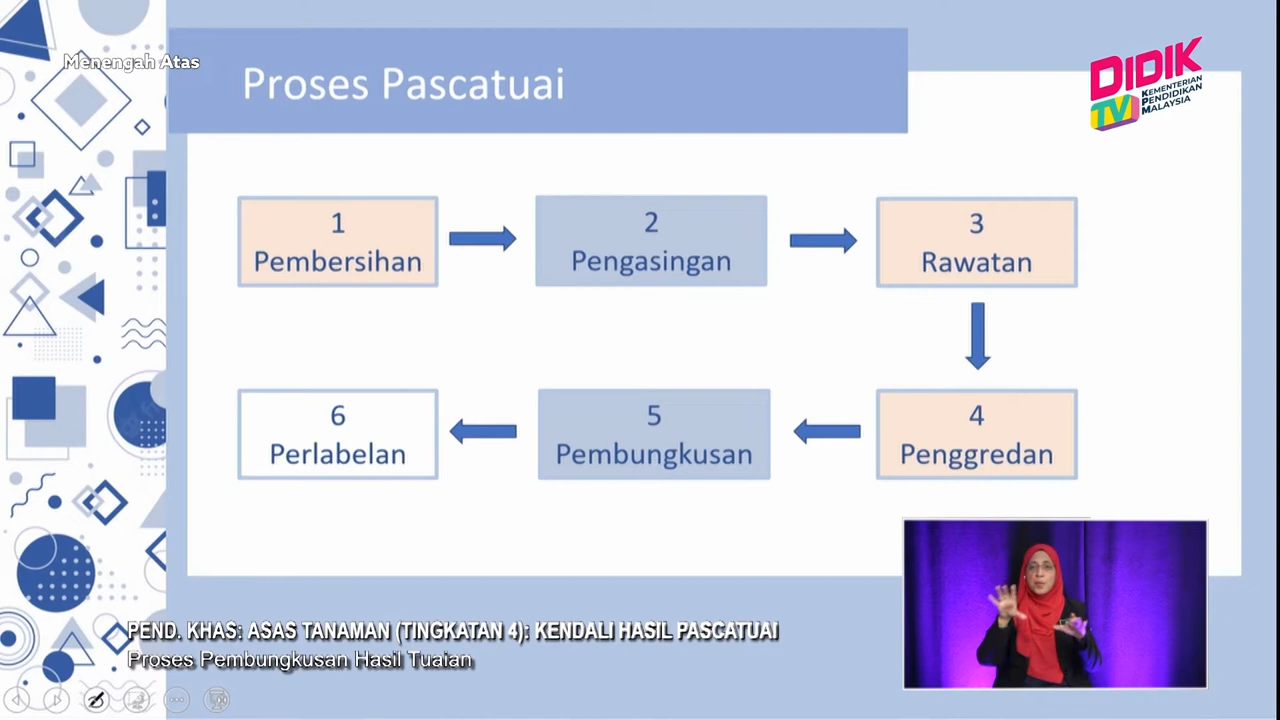 Menengah Atas
Proses Pascatuai
DIDIK
TV
KEMENTERIAN
PENDIDIKAN
MALAYSIA
1
Pembersihan
2
Pengasingan
3
Rawatan
4
Penggredan
5
Pembungkusan
6
Perlabelan
PEND. KHAS: ASAS TANAMAN (TINGKATAN 4): KENDALI HASIL PASCATUAI
Proses Pembungkusan Hasil Tuaian